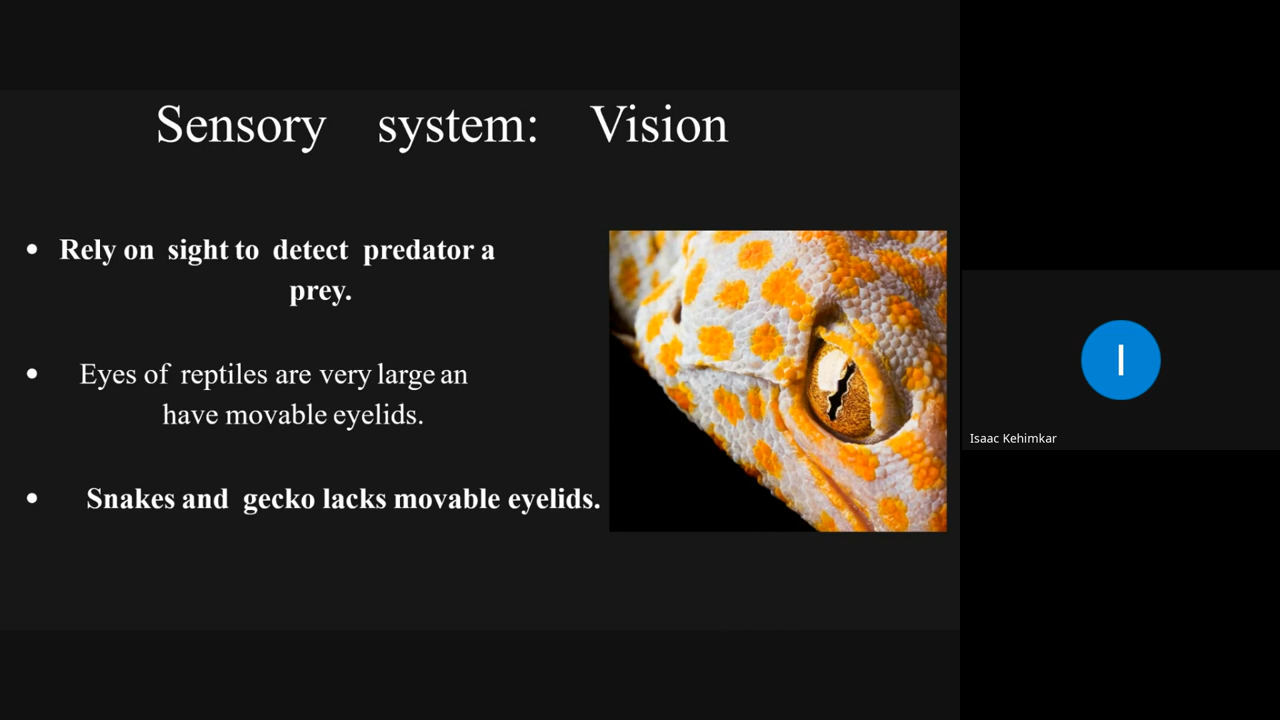 Sensory system: Vision
• Rely on sight to detect predator a
prey.
• Eyes of reptiles are very large an
have movable eyelids.
• Snakes and gecko lacks movable eyelids.
I
Isaac Kehimkar